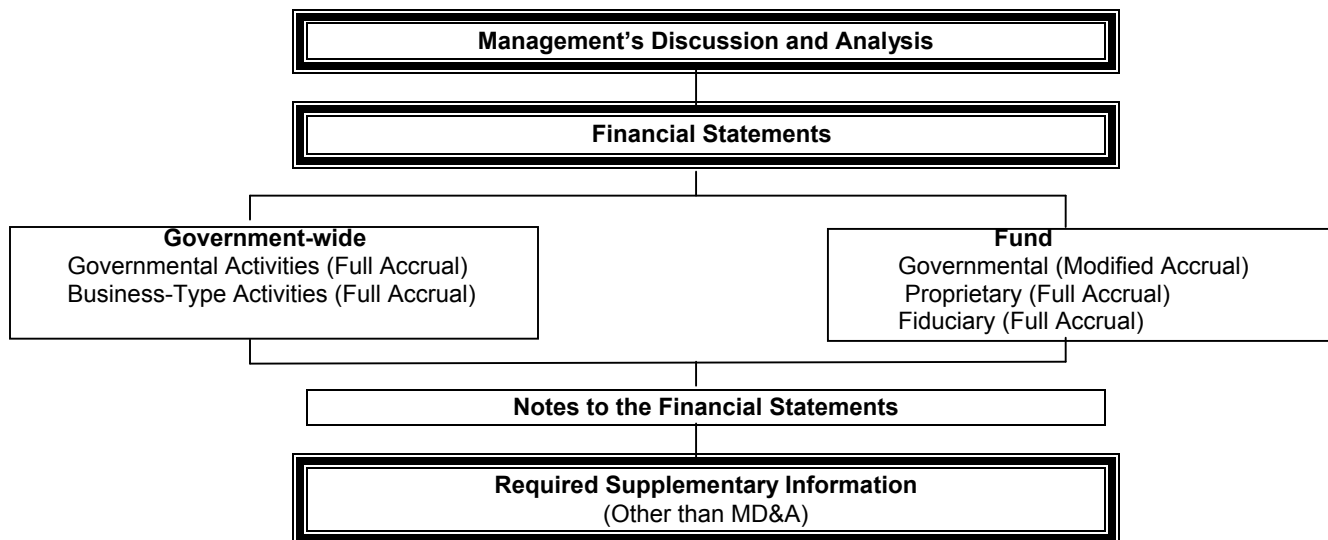 Management’s Discussion and Analysis
Financial Statements
Government-wide
Governmental Activities (Full Accrual)
Business-Type Activities (Full Accrual)
Fund
Governmental (Modified Accrual)
Proprietary (Full Accrual)
Fiduciary (Full Accrual)
Notes to the Financial Statements
Required Supplementary Information
(Other than MD&A)